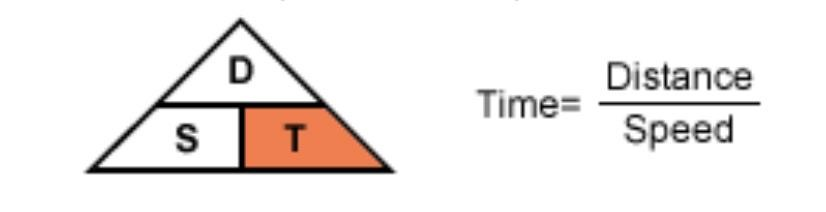 D
S T
Time= Distance
Speed